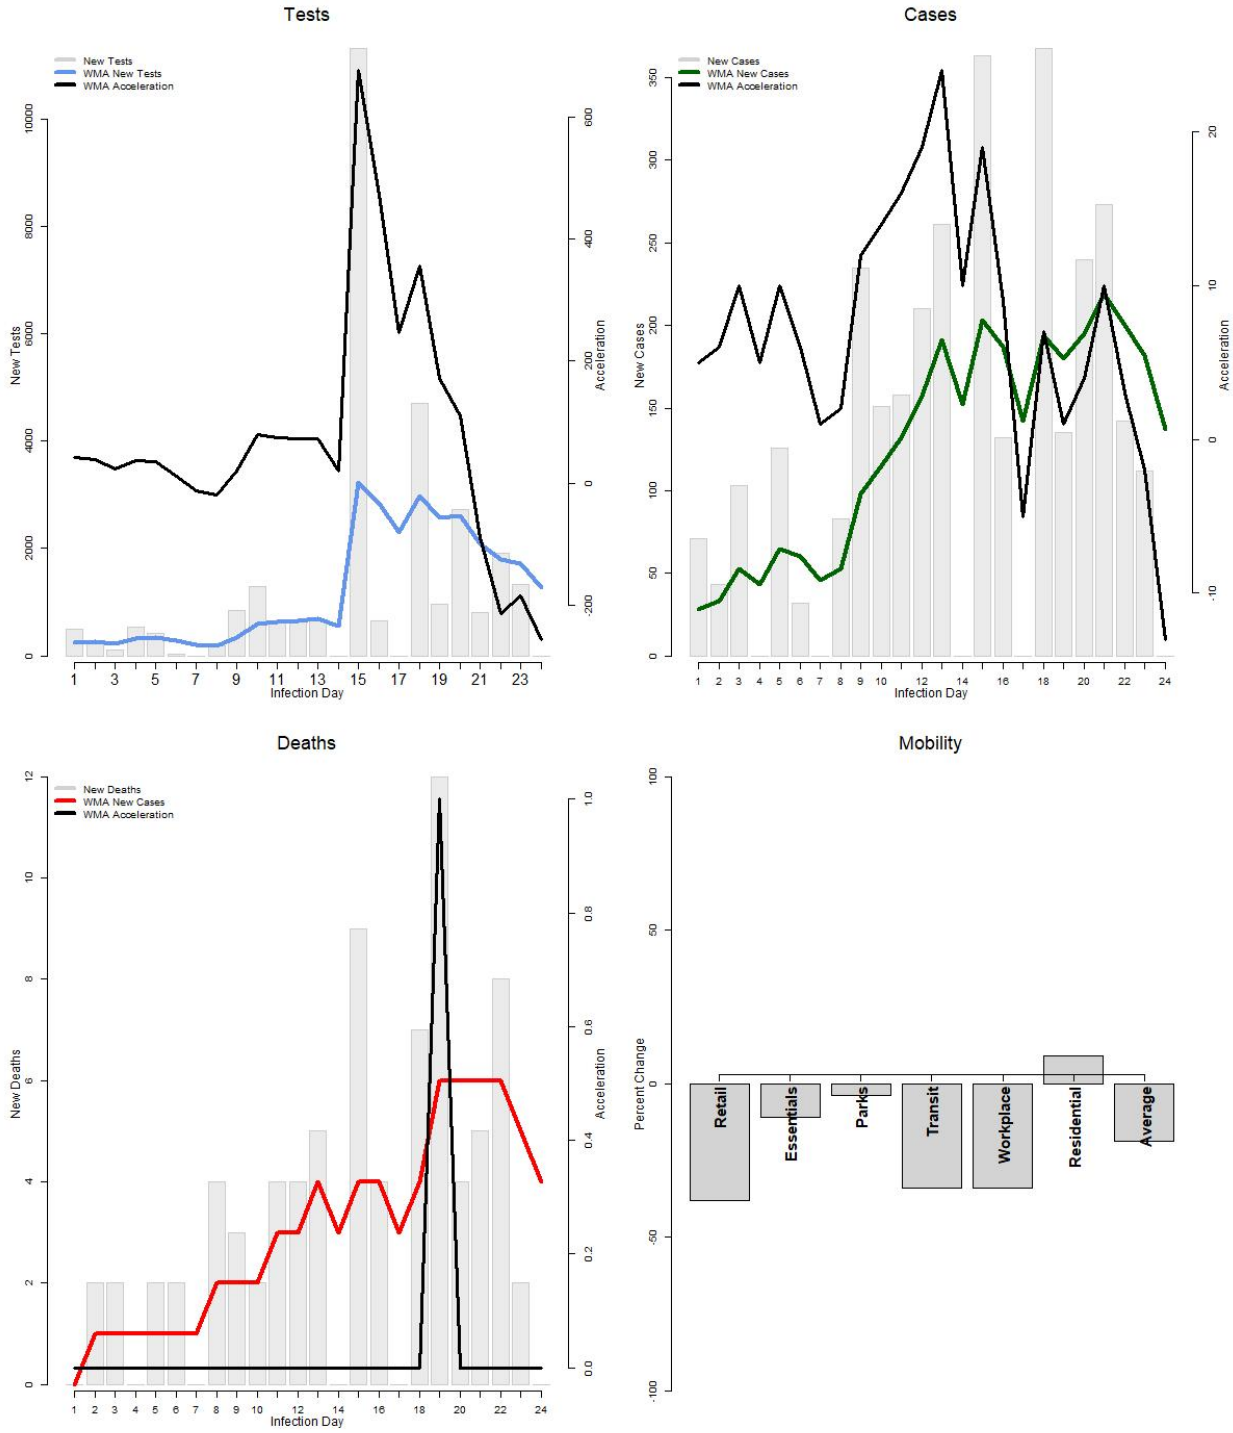 Tests
New Tests
WMA New Tests
WMA Acceleration
New Tests
0
2000
4000
6000
8000
10000
Acceleration
-200
0
200
400
600
1 3 5 7 9 11 13 15 17 19 21 23
Infection Day
Cases
New Cases
WMA New Cases
WMA Acceleration
New Cases
0
50
100
150
200
250
300
350
Acceleration
-10
0
10
20
1 2 3 4 5 6 7 8 9 10 12 14 16 18 20 22 24
Infection Day
Deaths
New Deaths
WMA New Cases
WMA Acceleration
New Deaths
0
2
4
6
8
10
12
Acceleration
0.0
0.2
0.4
0.6
0.8
1.0
1 2 3 4 5 6 7 8 9 10 12 14 16 18 20 22 24
Infection Day
Mobility
Percent Change
-100
-50
0
50
100
Retail
Essentials
Parks
Transit
Workplace
Residential
Average